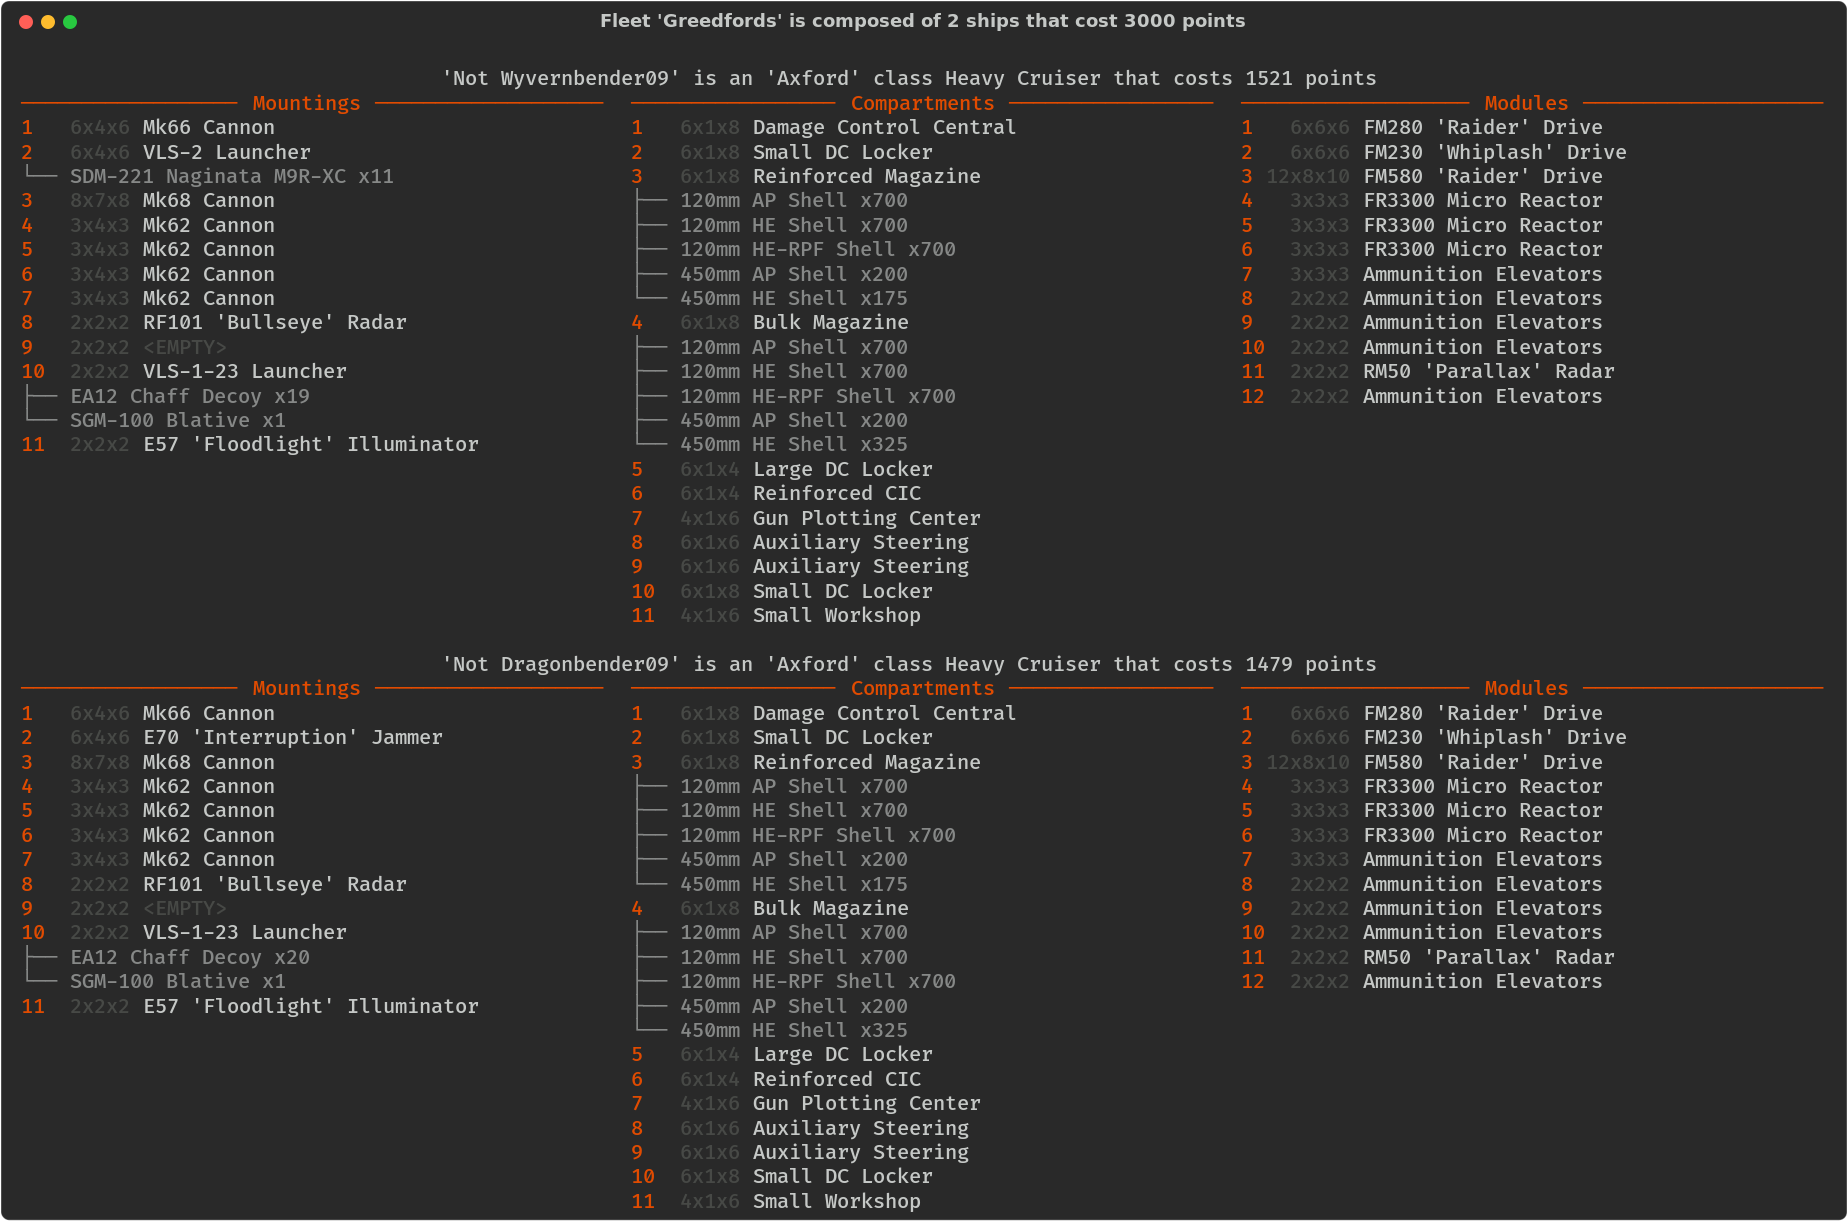 Fleet 'Greedfords' is composed of 2 ships that cost 3000 points
'Not Wyvernbender09' is an 'Axford' class Heavy Cruiser that costs 1521 points
Mountings
1 6x4x6 Mk66 Cannon
2 6x4x6 VLS-2 Launcher
SDM-221 Naginata M9R-XC x11
3 8x7x8 Mk68 Cannon
4 3x4x3 Mk62 Cannon
5 3x4x3 Mk62 Cannon
6 3x4x3 Mk62 Cannon
7 3x4x3 Mk62 Cannon
8 2x2x2 RF101 'Bullseye' Radar
9 2x2x2 <EMPTY>
10 2x2x2 VLS-1-23 Launcher
EA12 Chaff Decoy x19
SGM-100 Blative x1
11 2x2x2 E57 'Floodlight' Illuminator
Compartments
1 6x1x8 Damage Control Central
2 6x1x8 Small DC Locker
3 6x1x8 Reinforced Magazine
120mm AP Shell x700
120mm HE Shell x700
120mm HE-RPF Shell x700
450mm AP Shell x200
450mm HE Shell x175
4 6x1x8 Bulk Magazine
120mm AP Shell x700
120mm HE Shell x700
120mm HE-RPF Shell x700
450mm AP Shell x200
450mm HE Shell x325
5 6x1x4 Large DC Locker
6 6x1x4 Reinforced CIC
7 4x1x6 Gun Plotting Center
8 6x1x6 Auxiliary Steering
9 6x1x6 Auxiliary Steering
10 6x1x8 Small DC Locker
11 4x1x6 Small Workshop
Modules
1 6x6x6 FM280 'Raider' Drive
2 6x6x6 FM230 'Whiplash' Drive
3 12x8x10 FM580 'Raider' Drive
4 3x3x3 FR3300 Micro Reactor
5 3x3x3 FR3300 Micro Reactor
6 3x3x3 FR3300 Micro Reactor
7 3x3x3 Ammunition Elevators
8 2x2x2 Ammunition Elevators
9 2x2x2 Ammunition Elevators
10 2x2x2 Ammunition Elevators
11 2x2x2 RM50 'Parallax' Radar
12 2x2x2 Ammunition Elevators
'Not Dragonbender09' is an 'Axford' class Heavy Cruiser that costs 1479 points
Mountings
1 6x4x6 Mk66 Cannon
2 6x4x6 E70 'Interruption' Jammer
3 8x7x8 Mk68 Cannon
4 3x4x3 Mk62 Cannon
5 3x4x3 Mk62 Cannon
6 3x4x3 Mk62 Cannon
7 3x4x3 Mk62 Cannon
8 2x2x2 RF101 'Bullseye' Radar
9 2x2x2 <EMPTY>
10 2x2x2 VLS-1-23 Launcher
EA12 Chaff Decoy x20
SGM-100 Blative x1
11 2x2x2 E57 'Floodlight' Illuminator
Compartments
1 6x1x8 Damage Control Central
2 6x1x8 Small DC Locker
3 6x1x8 Reinforced Magazine
120mm AP Shell x700
120mm HE Shell x700
120mm HE-RPF Shell x700
450mm AP Shell x200
450mm HE Shell x175
4 6x1x8 Bulk Magazine
120mm AP Shell x700
120mm HE Shell x700
120mm HE-RPF Shell x700
450mm AP Shell x200
450mm HE Shell x325
5 6x1x4 Large DC Locker
6 6x1x4 Reinforced CIC
7 4x1x6 Gun Plotting Center
8 6x1x6 Auxiliary Steering
9 6x1x6 Auxiliary Steering
10 6x1x8 Small DC Locker
11 4x1x6 Small Workshop
Modules
1 6x6x6 FM280 'Raider' Drive
2 6x6x6 FM230 'Whiplash' Drive
3 12x8x10 FM580 'Raider' Drive
4 3x3x3 FR3300 Micro Reactor
5 3x3x3 FR3300 Micro Reactor
6 3x3x3 FR3300 Micro Reactor
7 3x3x3 Ammunition Elevators
8 2x2x2 Ammunition Elevators
9 2x2x2 Ammunition Elevators
10 2x2x2 Ammunition Elevators
11 2x2x2 RM50 'Parallax' Radar
12 2x2x2 Ammunition Elevators